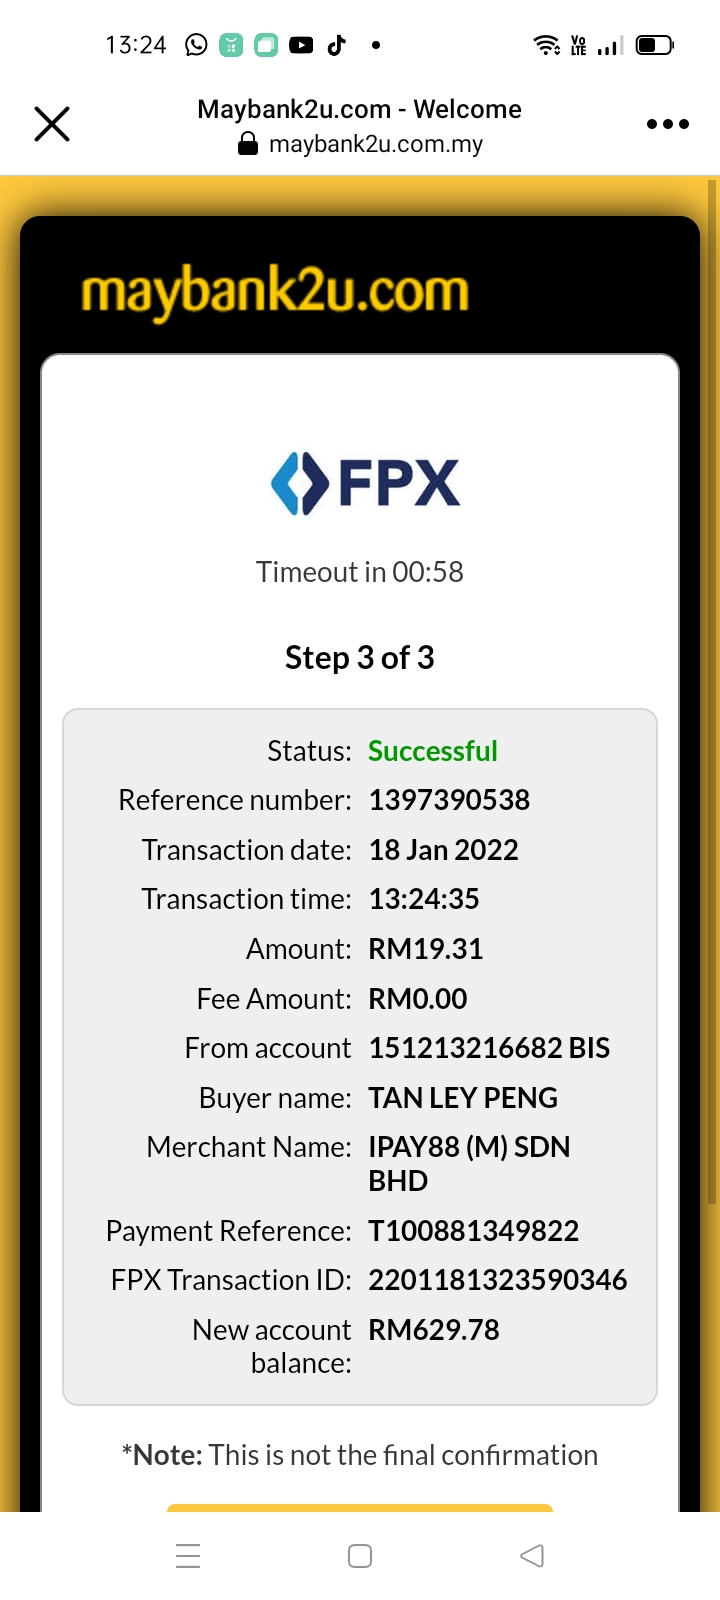 13:24 VoLTE
Maybank2u.com - Welcome
maybank2u.com.my
maybank2u.com
FPX
Timeout in 00:58
Step 3 of 3
Status: Successful
Reference number: 1397390538
Transaction date: 18 Jan 2022
Transaction time: 13:24:35
Amount: RM19.31
Fee Amount: RM0.00
From account 151213216682 BIS
Buyer name: TAN LEY PENG
Merchant Name: IPAY88 (M) SDN
BHD
Payment Reference: T100881349822
FPX Transaction ID: 2201181323590346
New account RM629.78
balance:
*Note: This is not the final confirmation